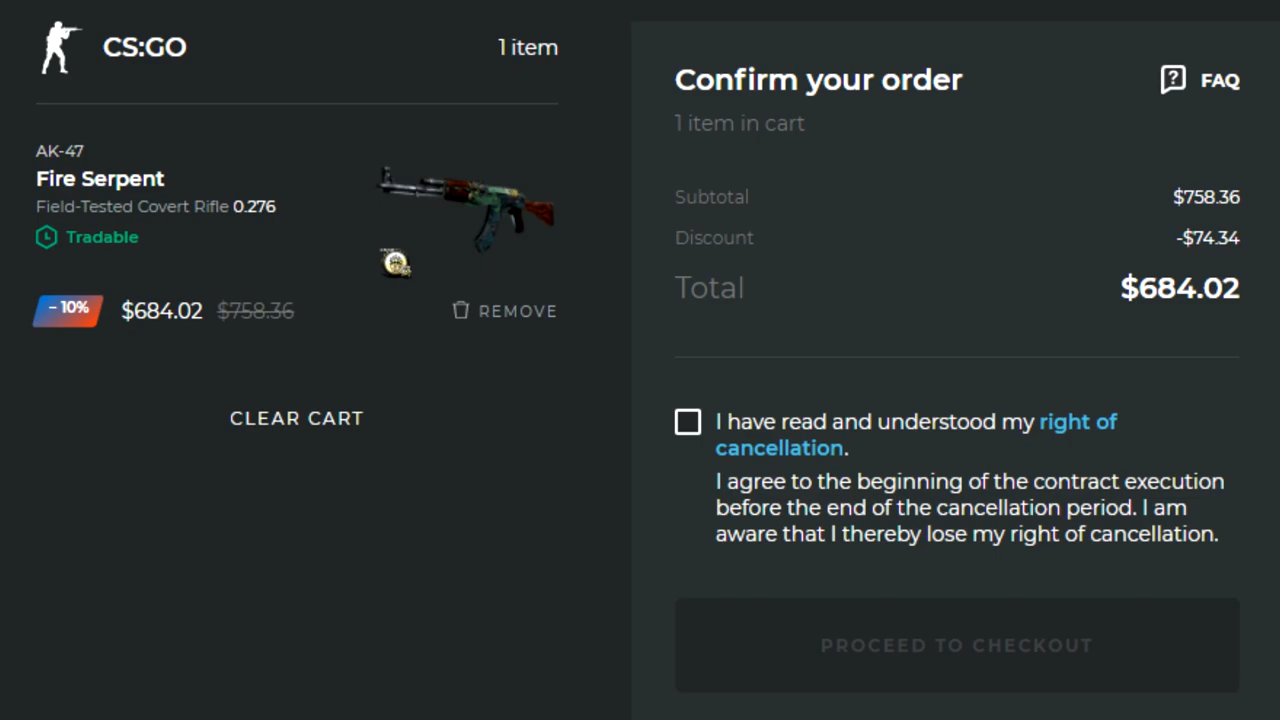 CS:GO
1 item
AK-47
Fire Serpent
Field-Tested Covert Rifle 0.276
Tradable
- 10% $684.02 $758.36 REMOVE
CLEAR CART
Confirm your order
FAQ
1 item in cart
Subtotal $758.36
Discount -$74.34
Total $684.02
I have read and understood my right of
cancellation.
I agree to the beginning of the contract execution
before the end of the cancellation period. I am
aware that I thereby lose my right of cancellation.
PROCEED TO CHECKOUT